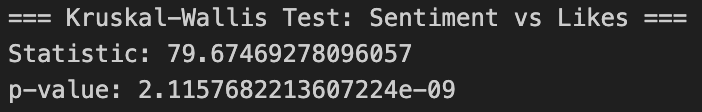 === Kruskal-Wallis Test: Sentiment vs Likes ===
Statistic: 79.67469278096057
p-value: 2.1157682213607224e-09